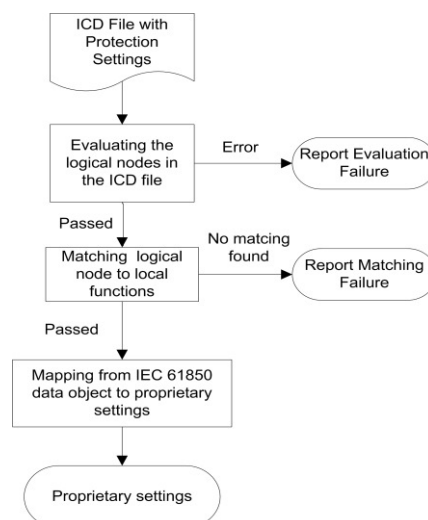 ICD File with
Protection
Settings
Evaluating the
logical nodes in
the ICD file
Error
Report Evaluation
Failure
Passed
Matching logical
node to local
functions
No matcing
found
Report Matching
Failure
Passed
Mapping from IEC 61850
data object to proprietary
settings
Proprietary settings